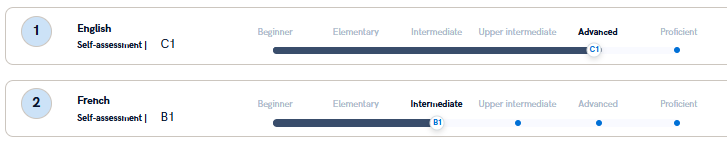 1
English
Beginner Elementary Intermediate Upper intermediate Advanced Proficient
Self-assessment | C1
C1
2
French
Beginner Elementary Intermediate Upper intermediate Advanced Proficient
Self-assessment | B1
B1